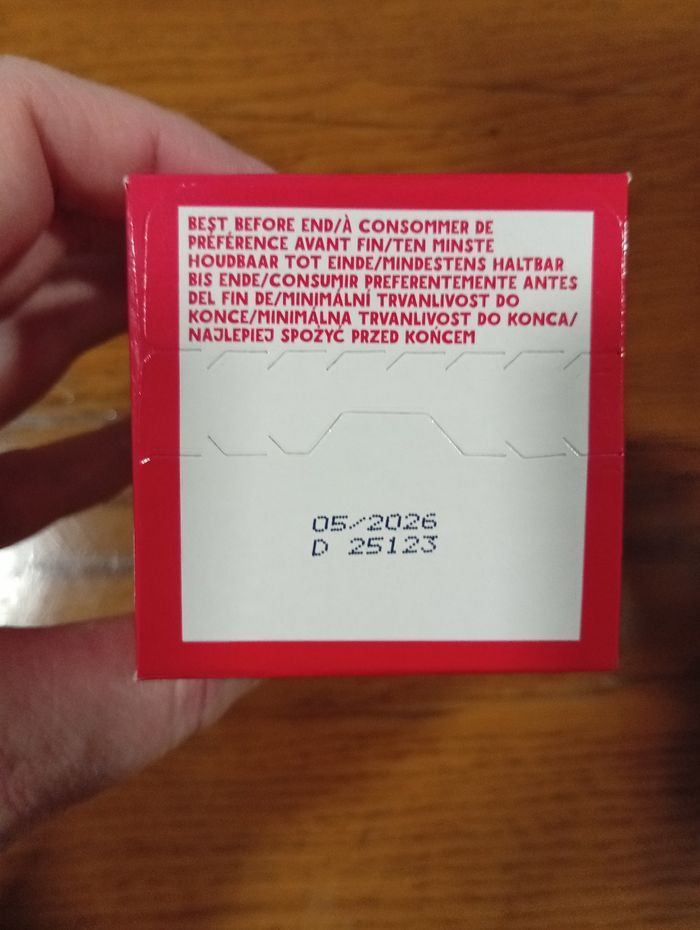 BEST BEFORE END/À CONSOMMER DE
PRÉFÉRENCE AVANT FIN/TEN MINSTE
HOUDBAAR TOT EINDE/MINDESTENS HALTBAR
BIS ENDE/CONSUMIR PREFERENTEMENTE ANTES
DEL FIN DE/MINIMÁLNÍ TRVANLIVOST DO
KONCE/MINIMÁLNA TRVANLIVOST DO KONCA/
NAJLEPIEJ SPOŻYĆ PRZED KOŃCEM
05/2026
D 25123